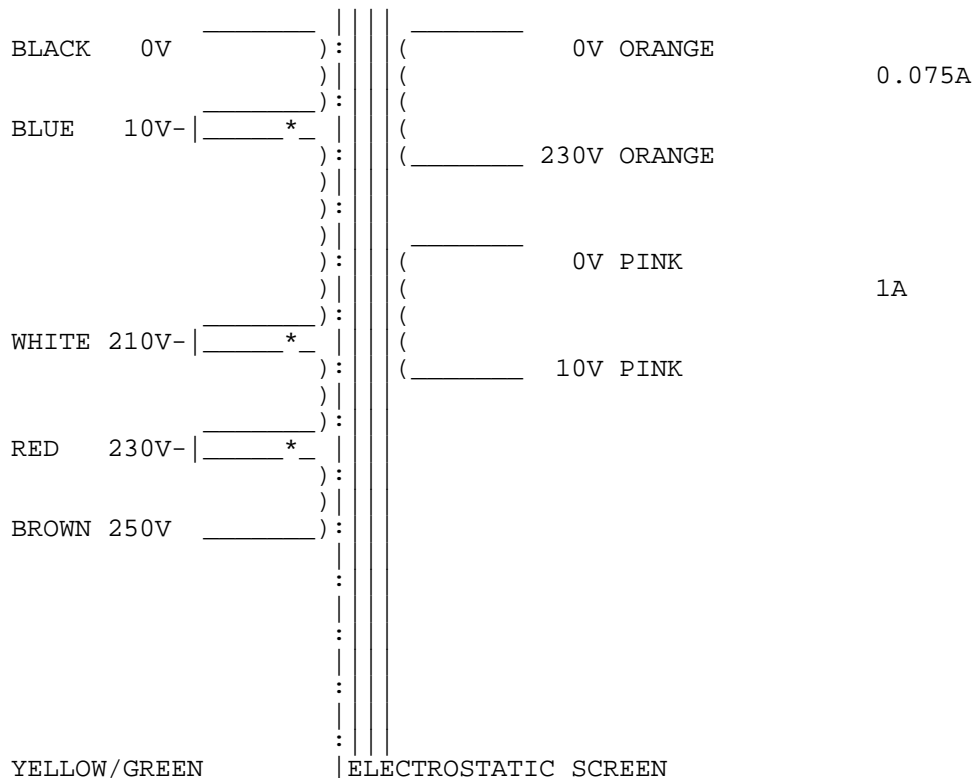 BLACK 0V 0V ORANGE
0.075A
BLUE 10V-
230V ORANGE
0V PINK
1A
WHITE 210V-
10V PINK
RED 230V-
BROWN 250V
YELLOW/GREEN ELECTROSTATIC SCREEN